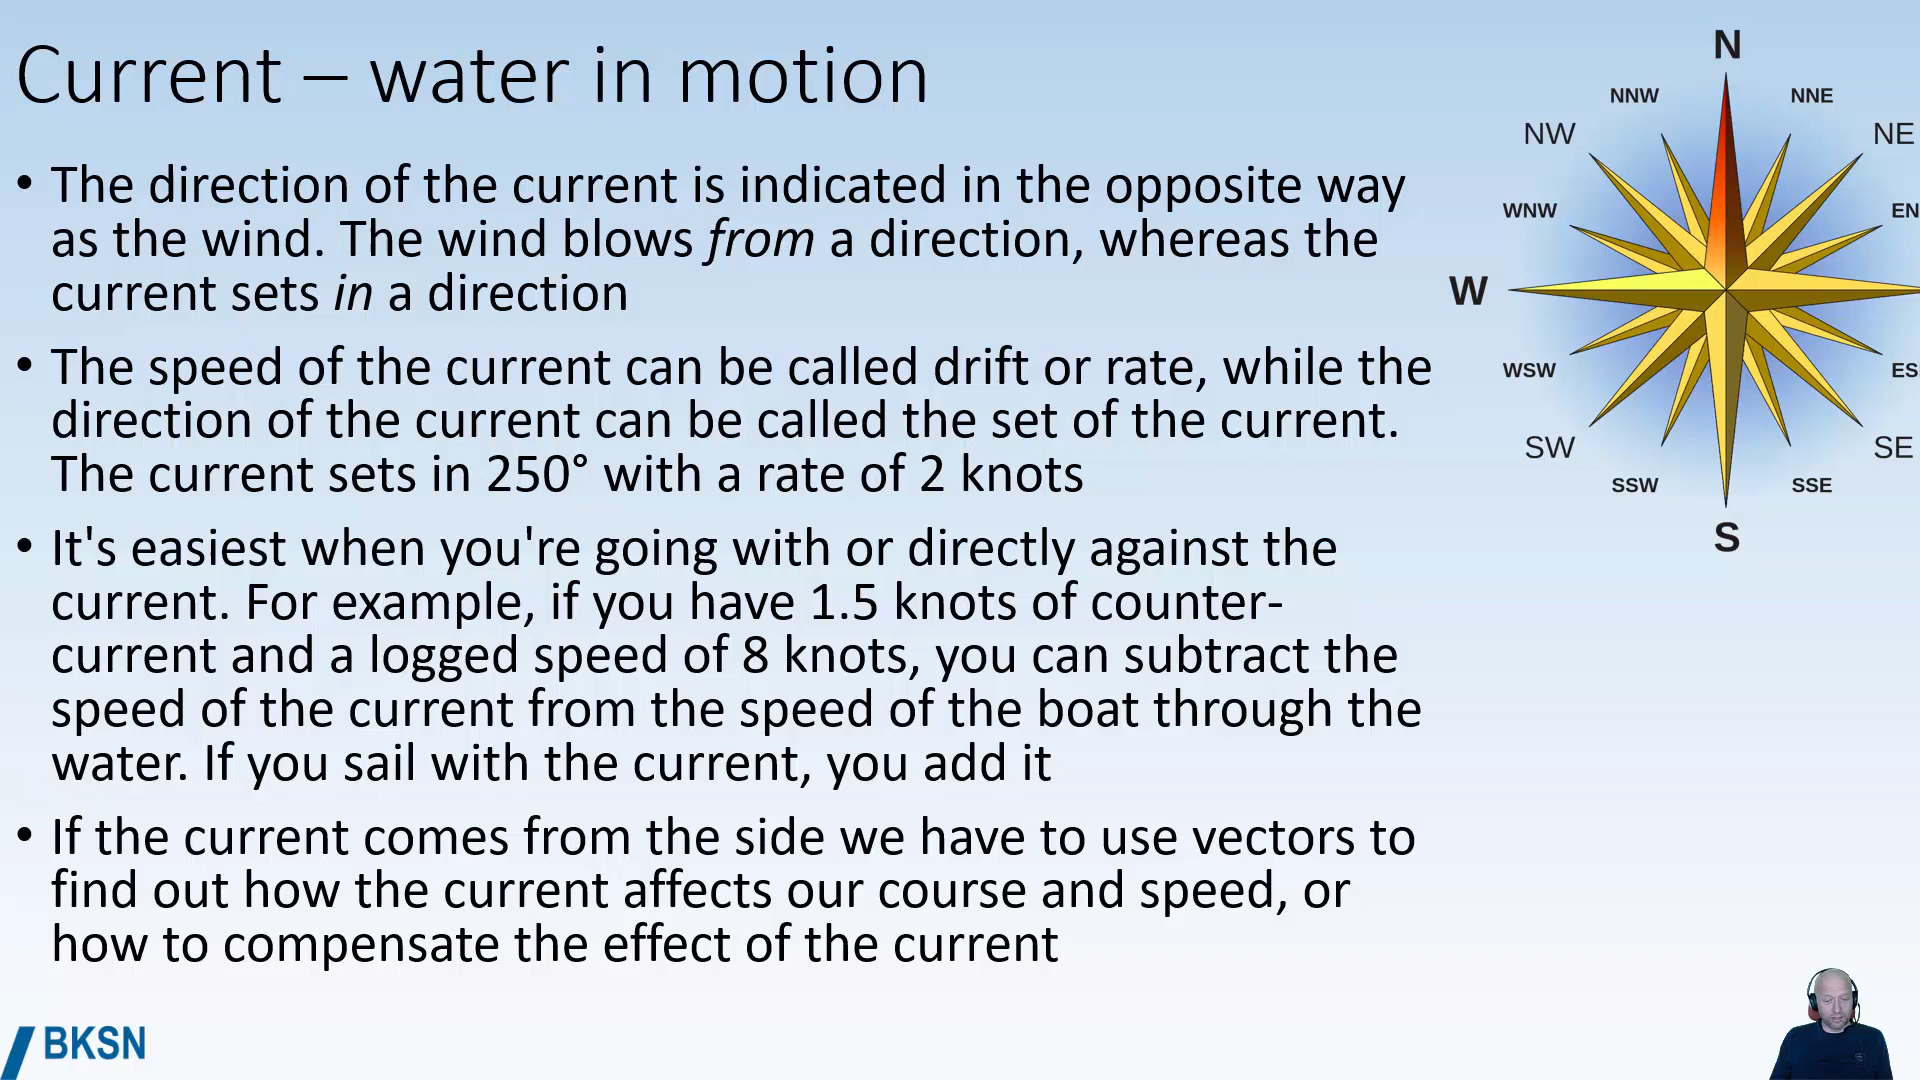 Current – water in motion
• The direction of the current is indicated in the opposite way
as the wind. The wind blows from a direction, whereas the
current sets in a direction
• The speed of the current can be called drift or rate, while the
direction of the current can be called the set of the current.
The current sets in 250° with a rate of 2 knots
• It's easiest when you're going with or directly against the
current. For example, if you have 1.5 knots of counter-
current and a logged speed of 8 knots, you can subtract the
speed of the current from the speed of the boat through the
water. If you sail with the current, you add it
• If the current comes from the side we have to use vectors to
find out how the current affects our course and speed, or
how to compensate the effect of the current
N
NNW
NNE
NW
NE
WNW
EN
W
WSW
ES
SW
SE
SSW
SSE
S
BKSN